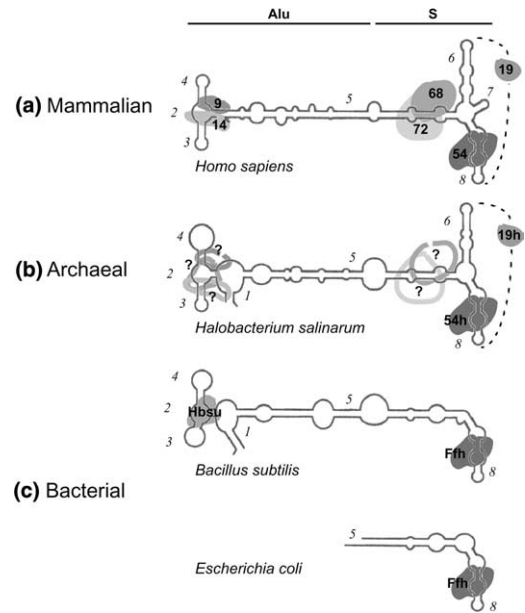 Alu S
4 6 19
(a) Mammalian 9 5 68 7
2
14 72
3 54
Homo sapiens 8
6
4 ? 19h
(b) Archaeal ? 5 ?
2
? 1 ?
3 54h
Halobacterium salinarum 8
4
2 Hbsu 5
3 1 Ffh
Bacillus subtilis 8
(c) Bacterial
5
Escherichia coli Ffh
8